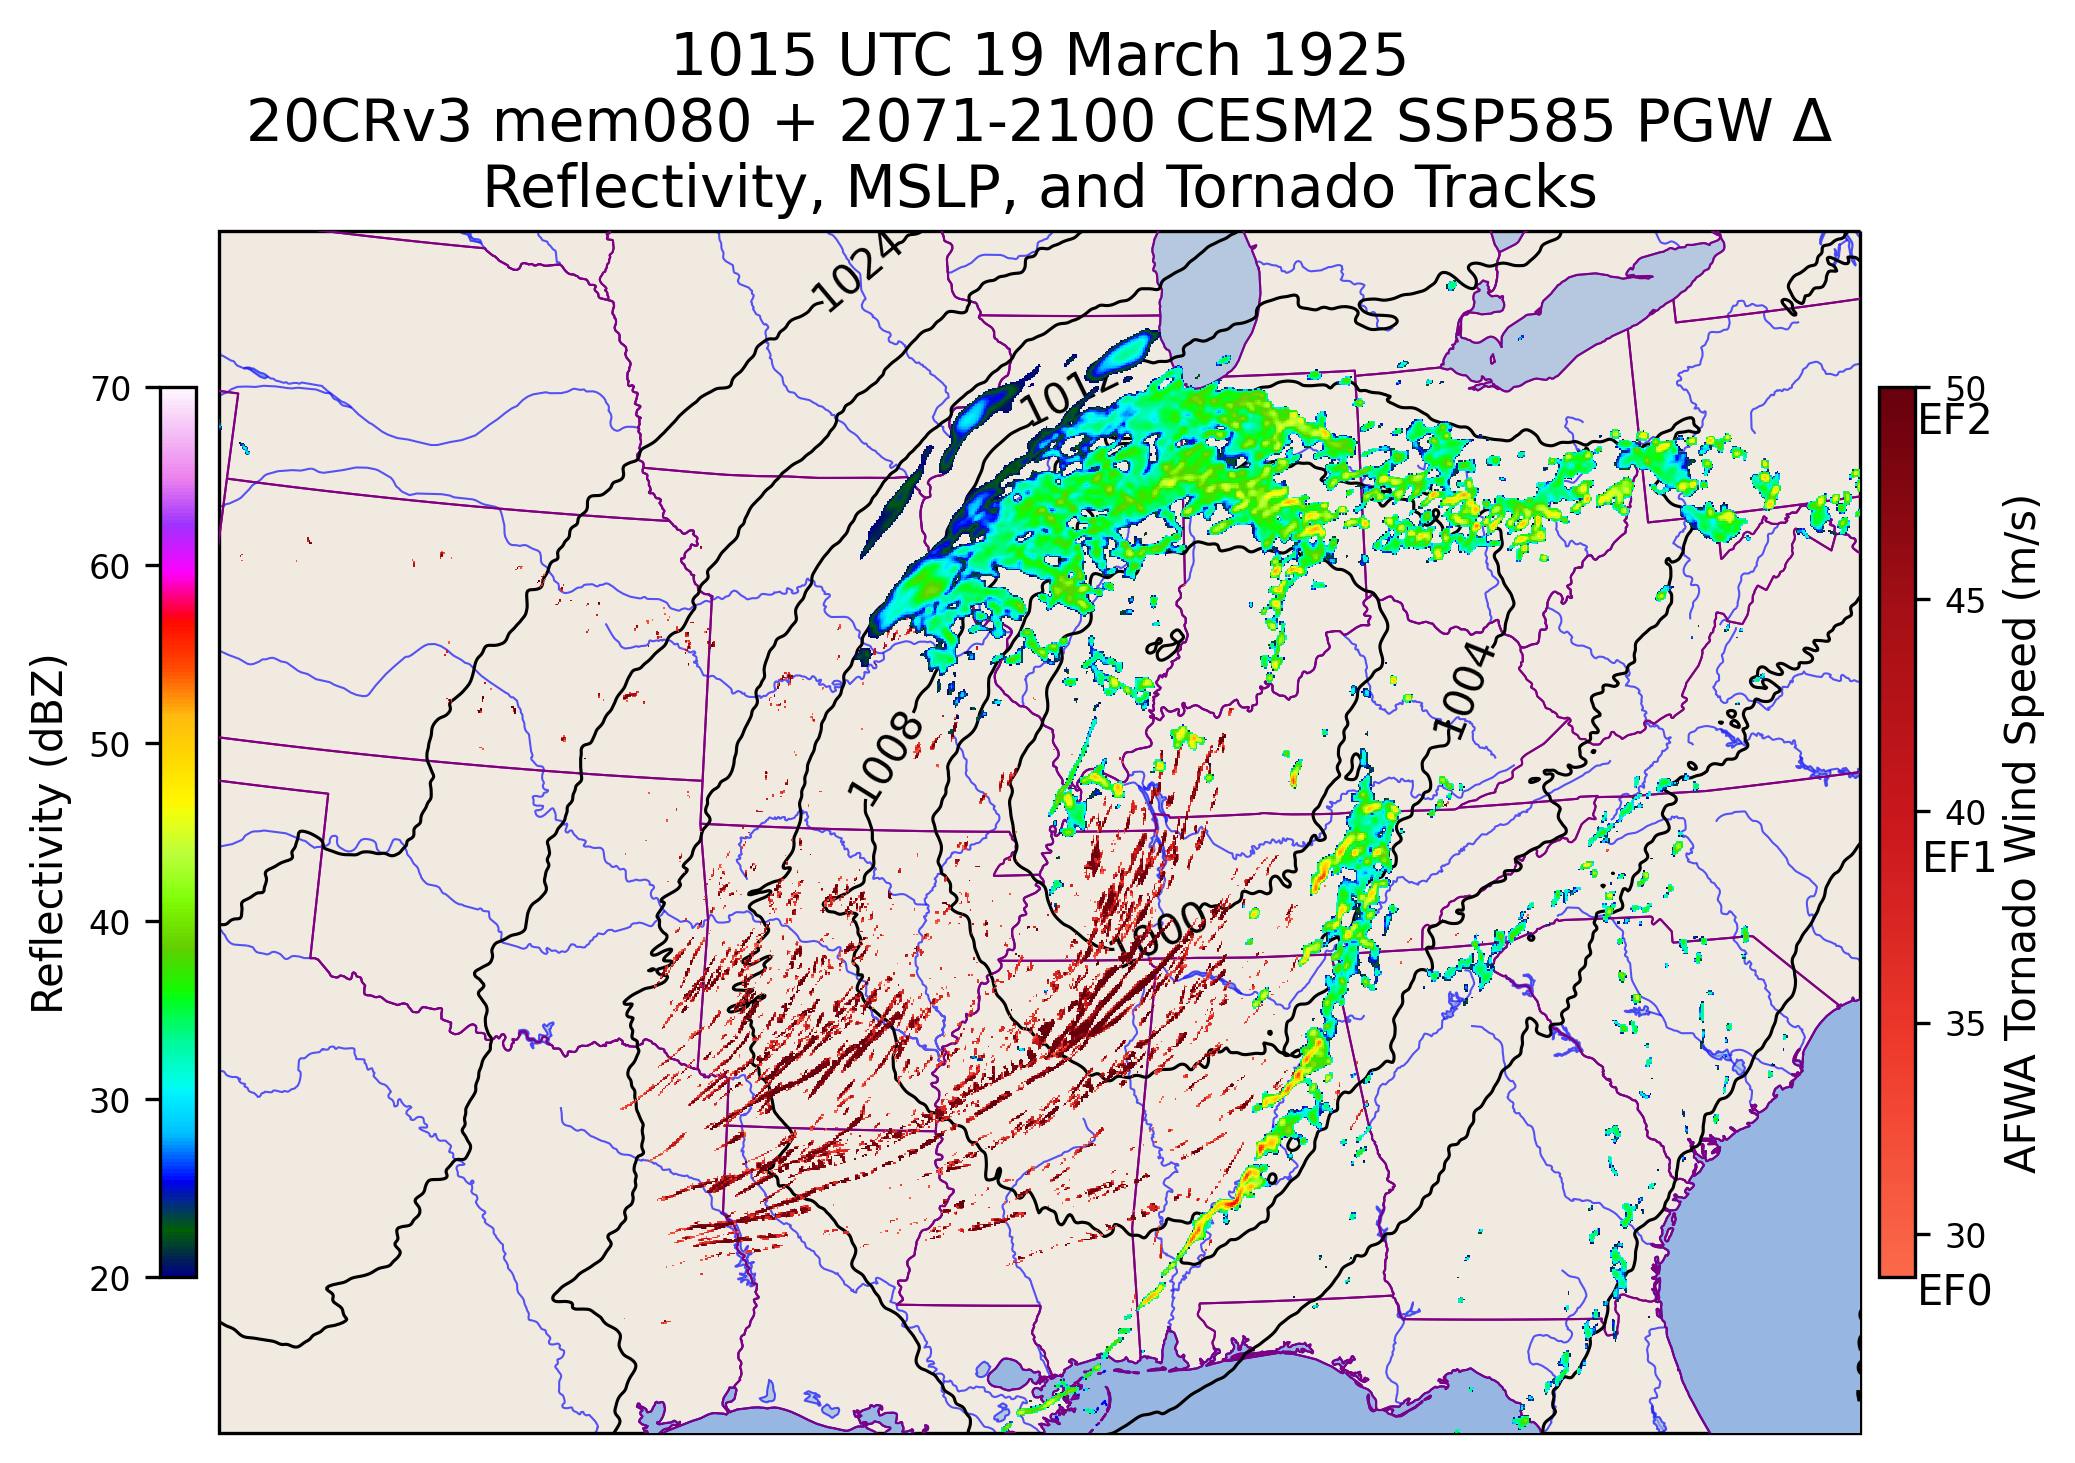 1015 UTC 19 March 1925
20CRv3 mem080 + 2071-2100 CESM2 SSP585 PGW Δ
Reflectivity, MSLP, and Tornado Tracks
1024
1012
1008
1004
1000
70
60
50
40
30
20
Reflectivity (dBZ)
50
EF2
45
40
EF1
35
30
EF0
AFWA Tornado Wind Speed (m/s)